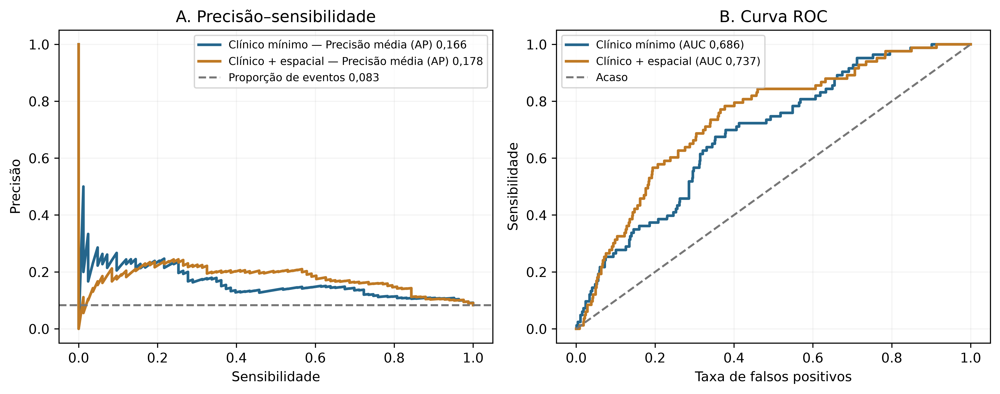 A. Precisão–sensibilidade
Clínico mínimo — Precisão média (AP) 0,166
Clínico + espacial — Precisão média (AP) 0,178
Proporção de eventos 0,083
Precisão
1.0
0.8
0.6
0.4
0.2
0.0
0.0 0.2 0.4 0.6 0.8 1.0
Sensibilidade
B. Curva ROC
Clínico mínimo (AUC 0,686)
Clínico + espacial (AUC 0,737)
Acaso
Sensibilidade
1.0
0.8
0.6
0.4
0.2
0.0
0.0 0.2 0.4 0.6 0.8 1.0
Taxa de falsos positivos